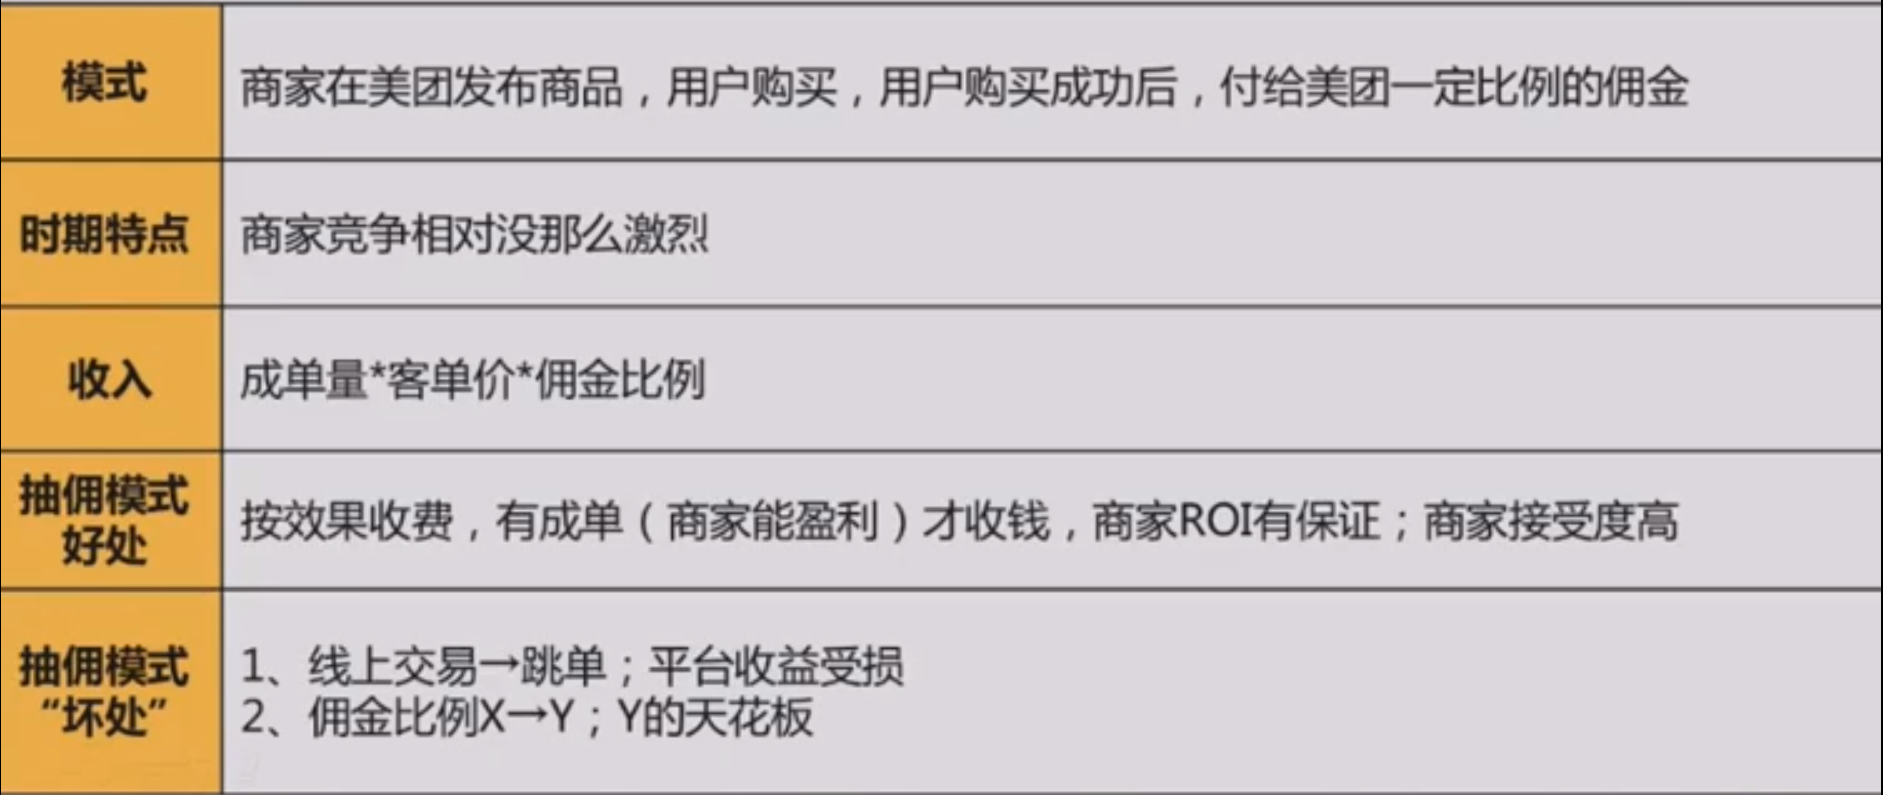 模式
商家在美团发布商品，用户购买，用户购买成功后，付给美团一定比例的佣金
时期特点
商家竞争相对没那么激烈
收入
成单量*客单价*佣金比例
抽佣模式
好处
按效果收费，有成单（商家能盈利）才收钱，商家ROI有保证；商家接受度高
抽佣模式
“坏处”
1、线上交易→跳单；平台收益受损
2、佣金比例X→Y；Y的天花板